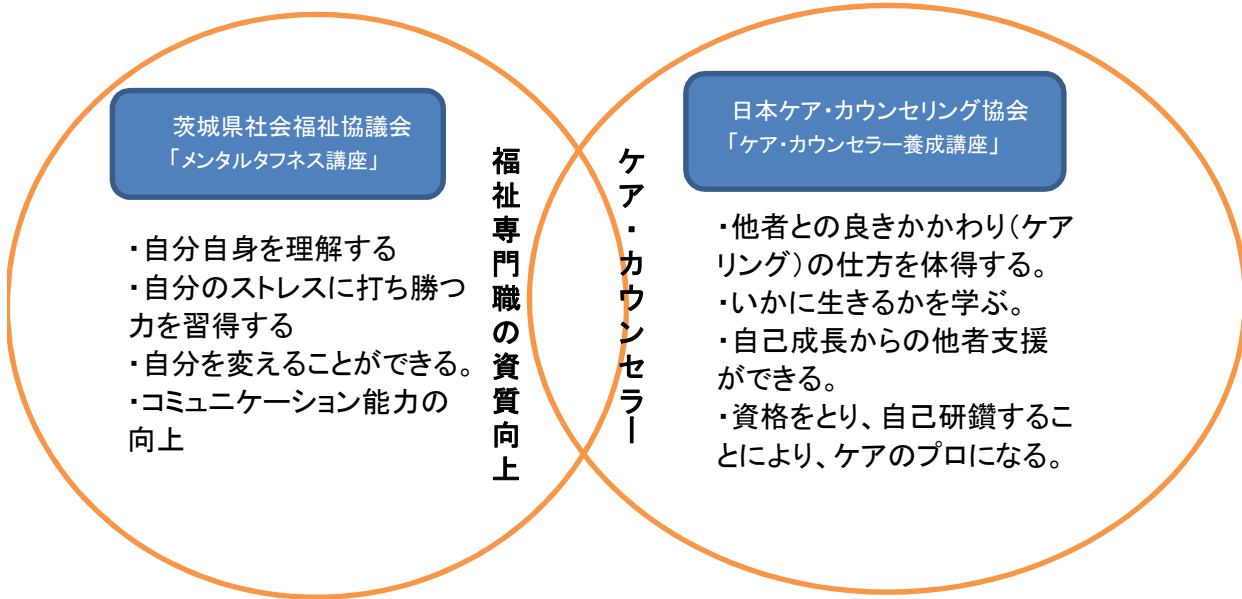 茨城県社会福祉協議会
「メンタルタフネス講座」
・自分自身を理解する
・自分のストレスに打ち勝つ
力を習得する
・自分を変えることができる。
・コミュニケーション能力の
向上
福祉専門職の資質向上
ケア・カウンセラー
日本ケア・カウンセリング協会
「ケア・カウンセラー養成講座」
・他者との良きかかわり(ケア
リング)の仕方を体得する。
・いかに生きるかを学ぶ。
・自己成長からの他者支援
ができる。
・資格をとり、自己研鑽するこ
とにより、ケアのプロになる。